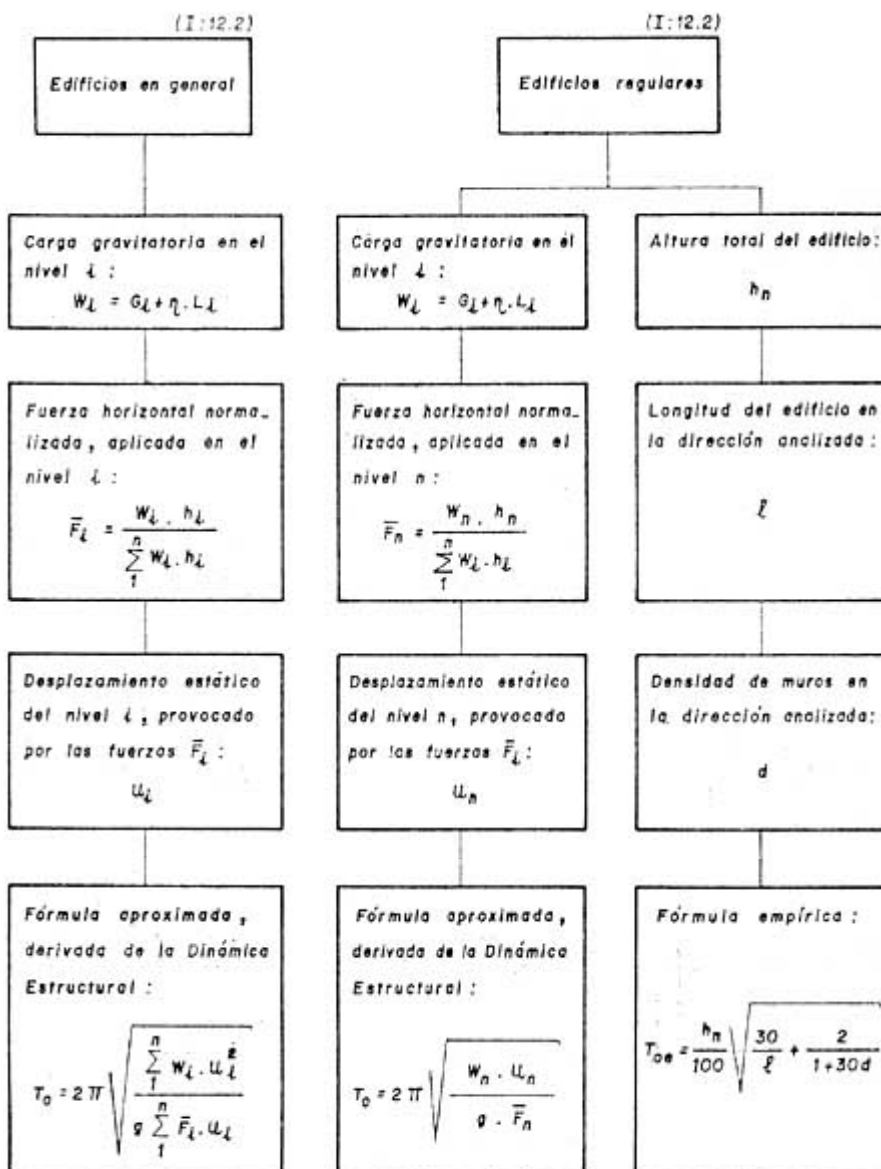 (I:12.2)
Edificios en general
Carga gravitatoria en el
nivel i :
Wi = Gi + η . Li
Fuerza horizontal norma_
lizada, aplicada en el
nivel i :
F̅i = Wi . hi / Σ1n Wi . hi
Desplazamiento estático
del nivel i, provocado
por las fuerzas F̅i :
ui
Fórmula aproximada,
derivada de la Dinámica
Estructural :
To = 2 π √( Σ1n Wi . ui² / g Σ1n F̅i . ui )
(I:12.2)
Edificios regulares
Carga gravitatoria en el
nivel i :
Wi = Gi + η . Li
Fuerza horizontal norma_
lizada, aplicada en el
nivel n :
F̅n = Wn . hn / Σ1n Wi . hi
Desplazamiento estático
del nivel n, provocado
por las fuerzas F̅i :
un
Fórmula aproximada,
derivada de la Dinámica
Estructural :
To = 2 π √( Wn . un / g . F̅n )
Altura total del edificio :
hn
Longitud del edificio en
la dirección analizada :
ℓ
Densidad de muros en
la dirección analizada :
d
Fórmula empírica :
Toe = hn/100 √( 30/ℓ + 2/1+30d )